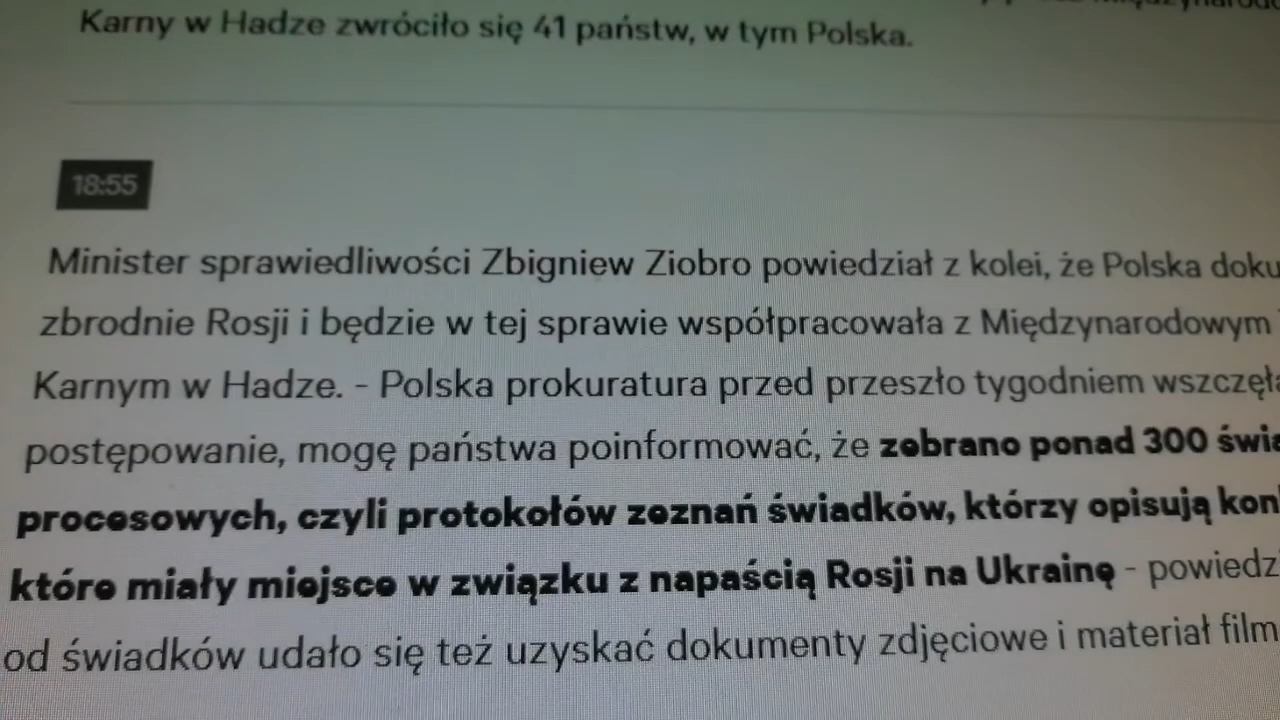 Karny w Hadze zwróciło się 41 państw, w tym Polska.
18:55
Minister sprawiedliwości Zbigniew Ziobro powiedział z kolei, że Polska doku
zbrodnie Rosji i będzie w tej sprawie współpracowała z Międzynarodowym
Karnym w Hadze. - Polska prokuratura przed przeszło tygodniem wszczęła
postępowanie, mogę państwa poinformować, że zebrano ponad 300 świa
procesowych, czyli protokołów zeznań świadków, którzy opisują kon
które miały miejsce w związku z napaścią Rosji na Ukrainę - powiedz
od świadków udało się też uzyskać dokumenty zdjęciowe i materiał film